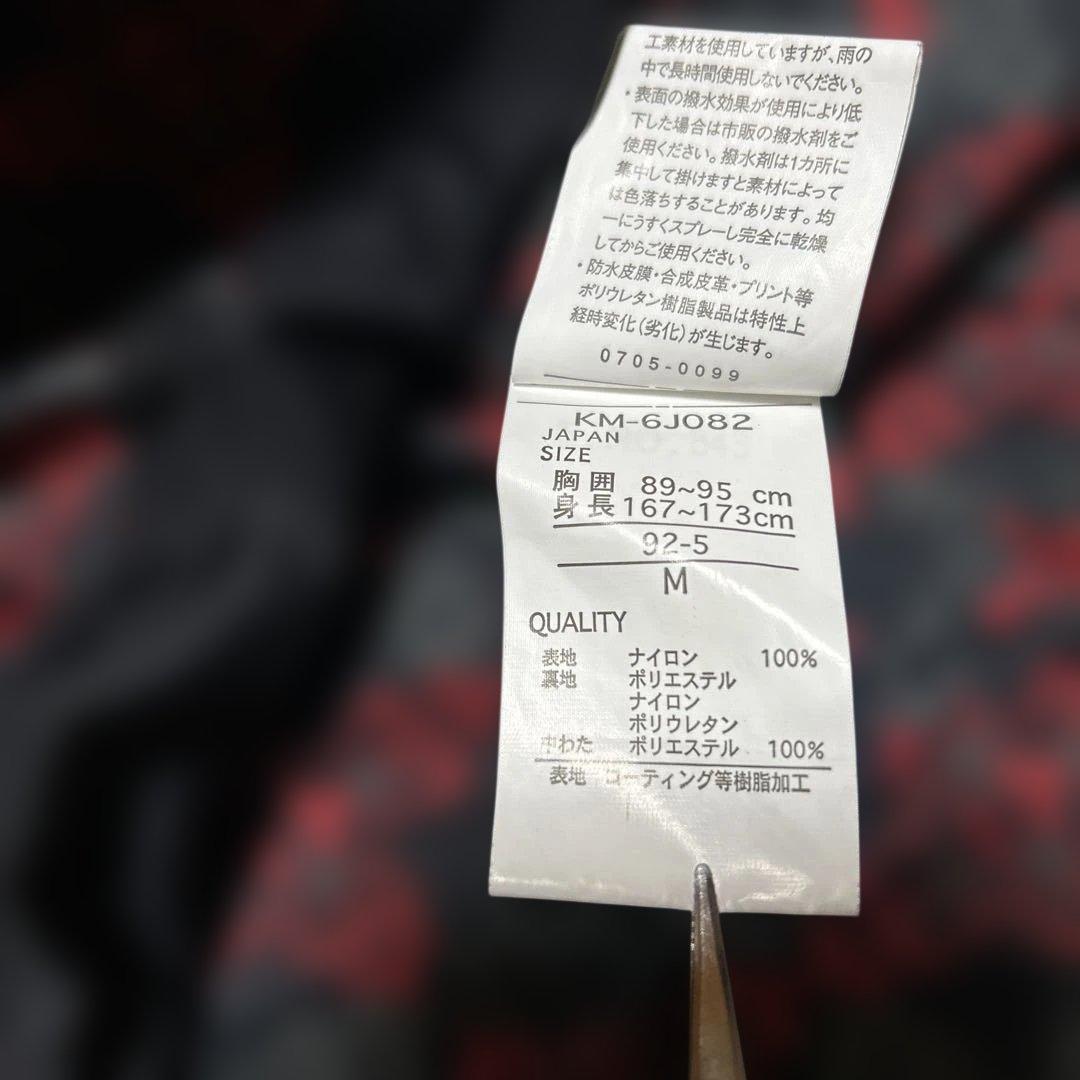 工素材を使用していますが、雨の
中で長時間使用しないでください。
・表面の撥水効果が使用により低
下した場合は市販の撥水剤をご
使用ください。撥水剤は1カ所に
集中して掛けますと素材によって
は色落ちすることがあります。均
一にうすくスプレーし完全に乾燥
してからご使用ください。
・防水皮膜・合成皮革・プリント等
ポリウレタン樹脂製品は特性上
経時変化(劣化)が生じます。
0705-0099
KM-6J082
JAPAN
SIZE
胸囲 89~95 cm
身長 167~173cm
92-5
M
QUALITY
表地 ナイロン 100%
裏地 ポリエステル
ナイロン
ポリウレタン
中わた ポリエステル 100%
表地 コーティング等樹脂加工